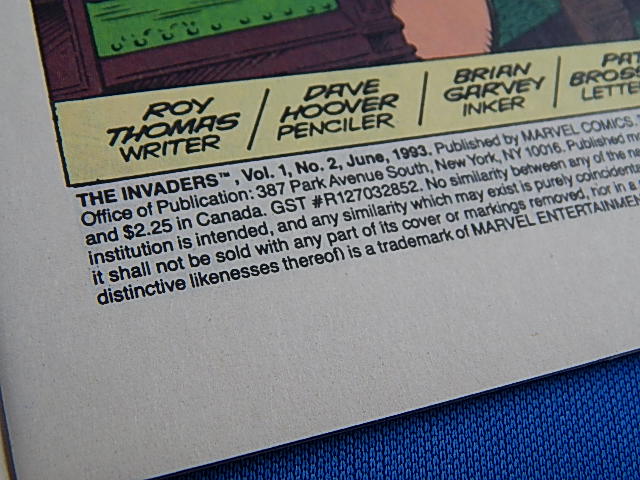 ROY THOMAS WRITER
DAVE HOOVER PENCILER
BRIAN GARVEY INKER
THE INVADERS™, Vol. 1, No. 2, June, 1993. Published by MARVEL COMICS,
Office of Publication: 387 Park Avenue South, New York, NY 10016. Published
and $2.25 in Canada. GST #R127032852. No similarity between any of the
institution is intended, and any similarity which may exist is purely
it shall not be sold with any part of its cover or markings removed, nor in a
distinctive likenesses thereof) is a trademark of MARVEL